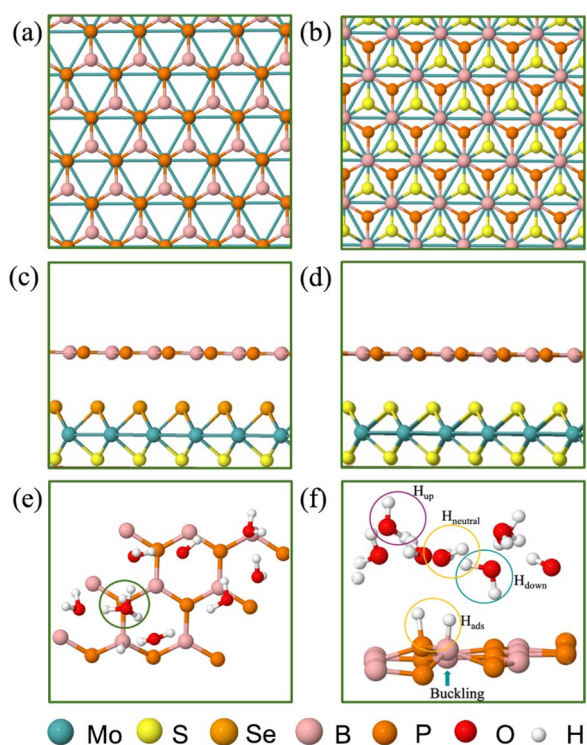 (a) (b)
(c) (d)
(e) (f)
H_up
H_neutral
H_down
H_ads
Buckling
Mo S Se B P O H